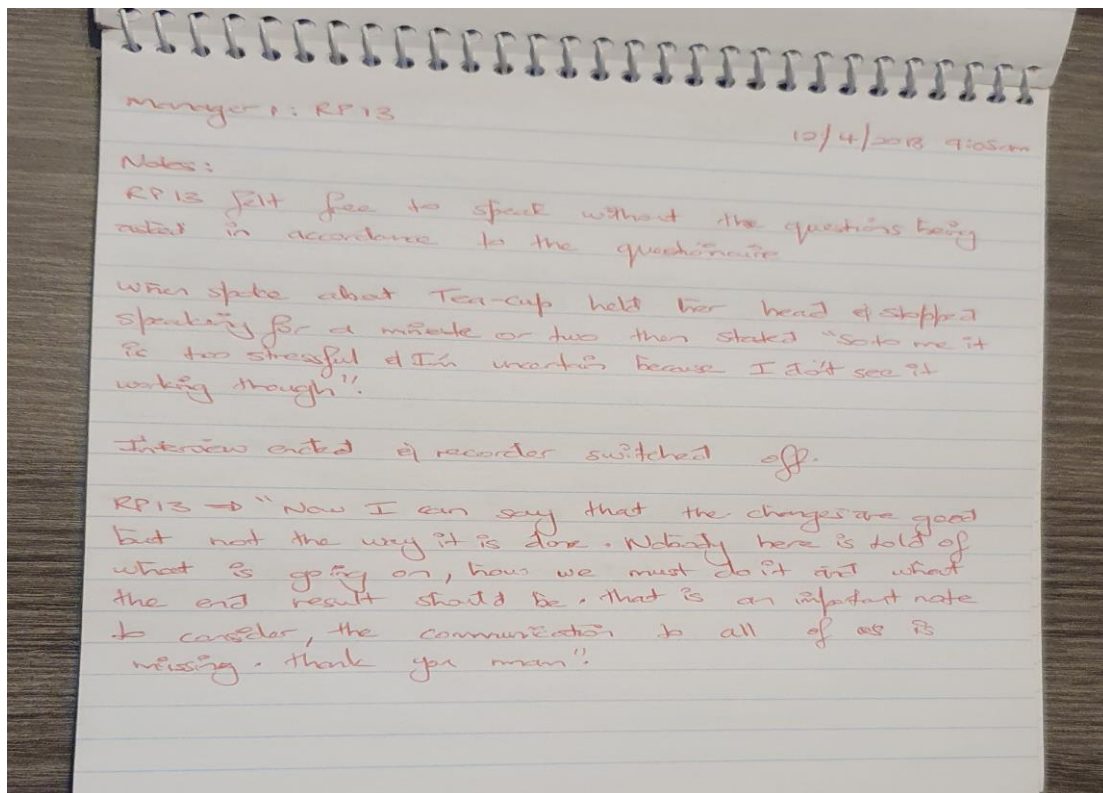 Manager 1: RP13
12/4/2018 9:05am
Notes:
RP13 felt free to speak without the questions being
in accordance to the questionnaire
When spoke about Tea-cup held her head & stopped
speaking for a minute or two then stated "So to me it
is too stressful & I'm uncertain because I don't see it
working though".
Interview ended & recorder switched off.
RP13 → "Now I can say that the changes are good
but not the way it is done. Nobody here is told of
what is going on, how we must do it and what
the end result should be. that is an important note
to consider, the communication to all of us is
missing. thank you mam".